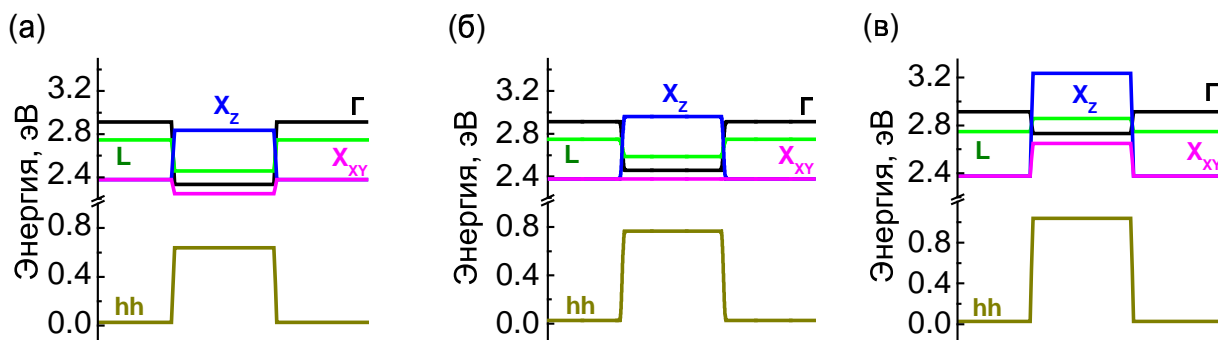 (а)
Энергия, эВ
3.2
2.8
2.4
0.8
0.4
0.0
X_Z
Γ
L
X_XY
hh
(б)
Энергия, эВ
3.2
2.8
2.4
0.8
0.4
0.0
X_Z
Γ
L
X_XY
hh
(в)
Энергия, эВ
3.2
2.8
2.4
0.8
0.4
0.0
X_Z
Γ
L
X_XY
hh